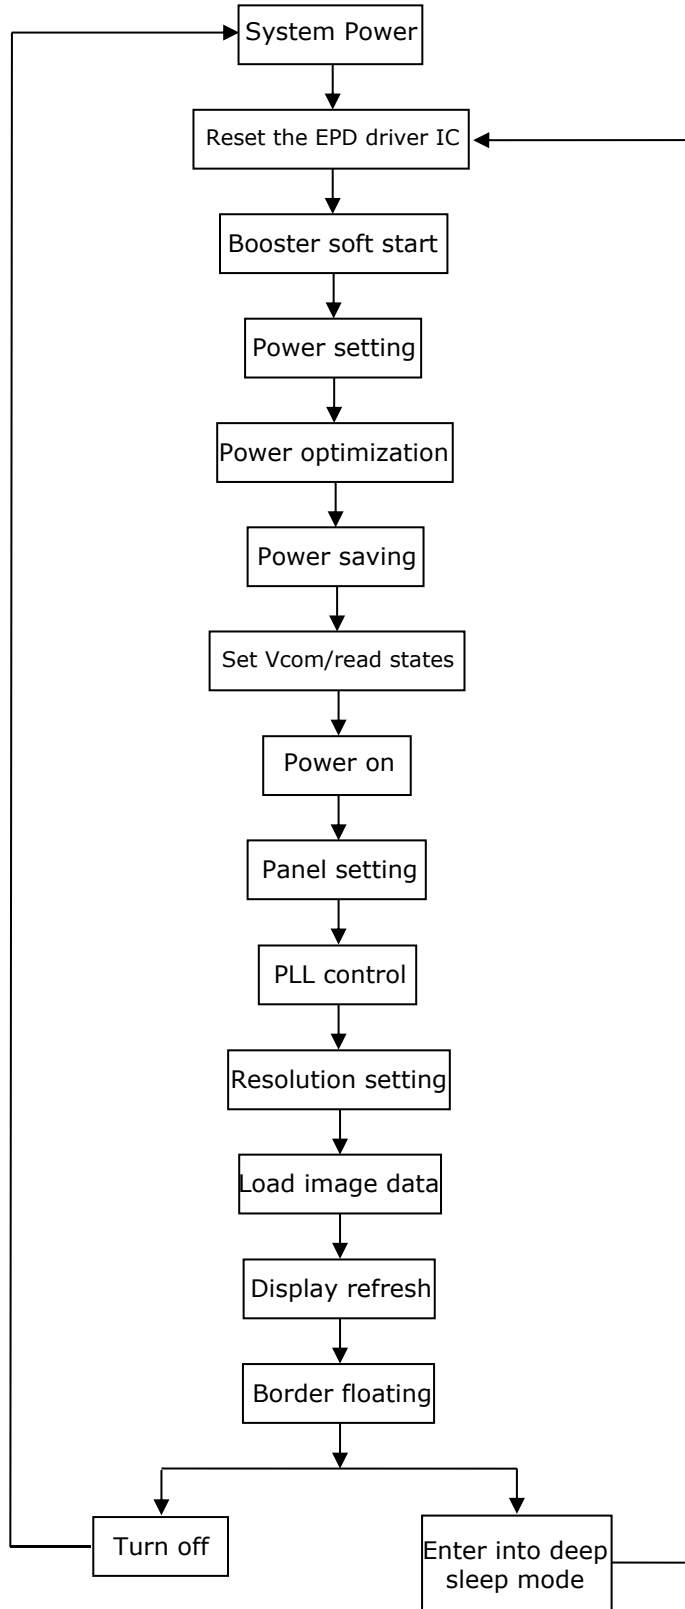 System Power
Reset the EPD driver IC
Booster soft start
Power setting
Power optimization
Power saving
Set Vcom/read states
Power on
Panel setting
PLL control
Resolution setting
Load image data
Display refresh
Border floating
Turn off
Enter into deep
sleep mode